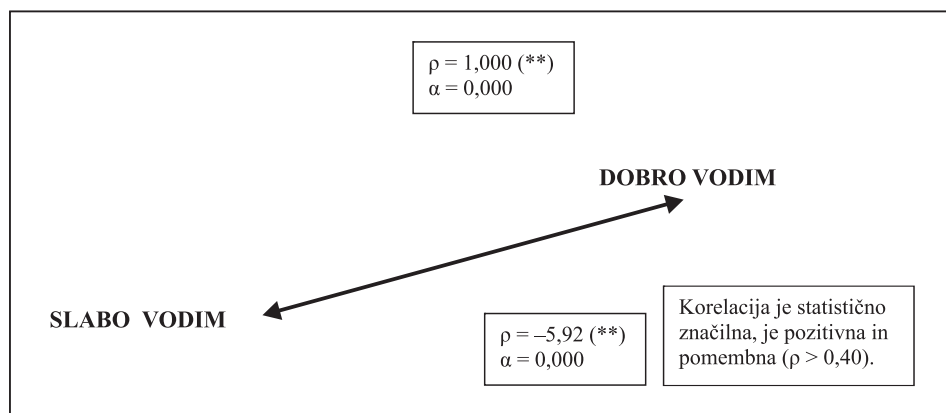 ρ = 1,000 (**)
α = 0,000
DOBRO VODIM
SLABO VODIM
ρ = –5,92 (**)
α = 0,000
Korelacija je statistično
značilna, je pozitivna in
pomembna (ρ > 0,40).